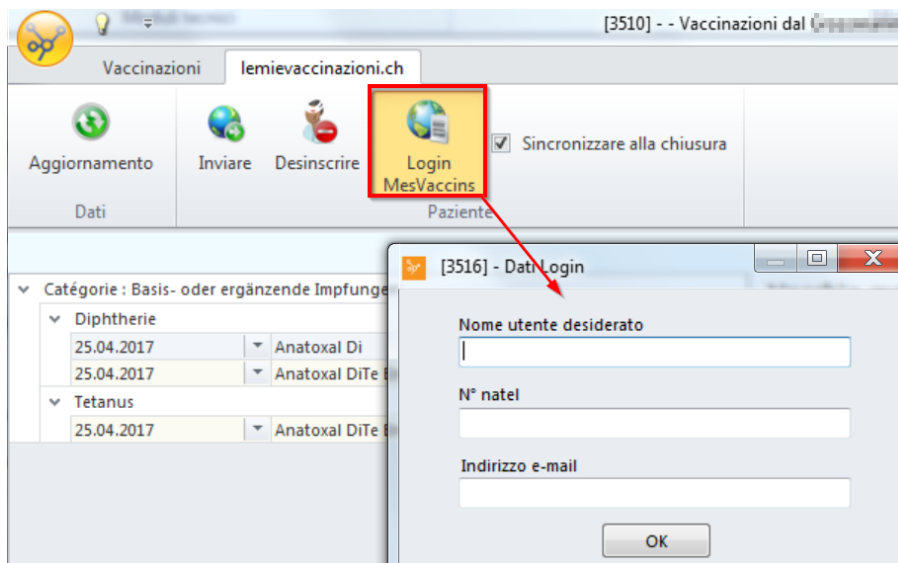 [3510] - - Vaccinazioni dal
Vaccinazioni lemievaccinazioni.ch
Aggiornamento
Inviare
Desinscrire
Login
MesVaccins
Sincronizzare alla chiusura
Dati
Paziente
[3516] - Dati Login
Catégorie : Basis- oder ergänzende Impfunge
Diphtherie
25.04.2017 Anatoxal Di
25.04.2017 Anatoxal DiTe
Tetanus
25.04.2017 Anatoxal DiTe
Nome utente desiderato
N° natel
Indirizzo e-mail
OK